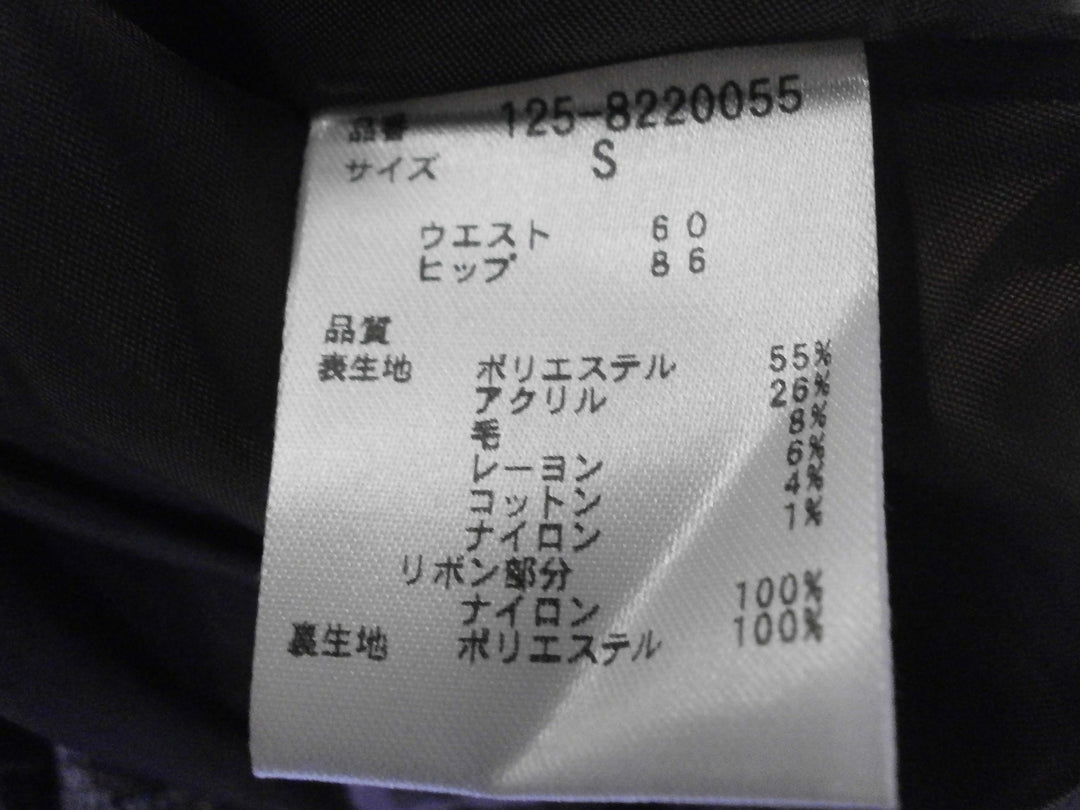 品番 125-8220055
サイズ S
ウエスト 60
ヒップ 86
品質
表生地 ポリエステル 55%
アクリル 26%
毛 8%
レーヨン 6%
コットン 4%
ナイロン 1%
リボン部分
ナイロン 100%
裏生地 ポリエステル 100%